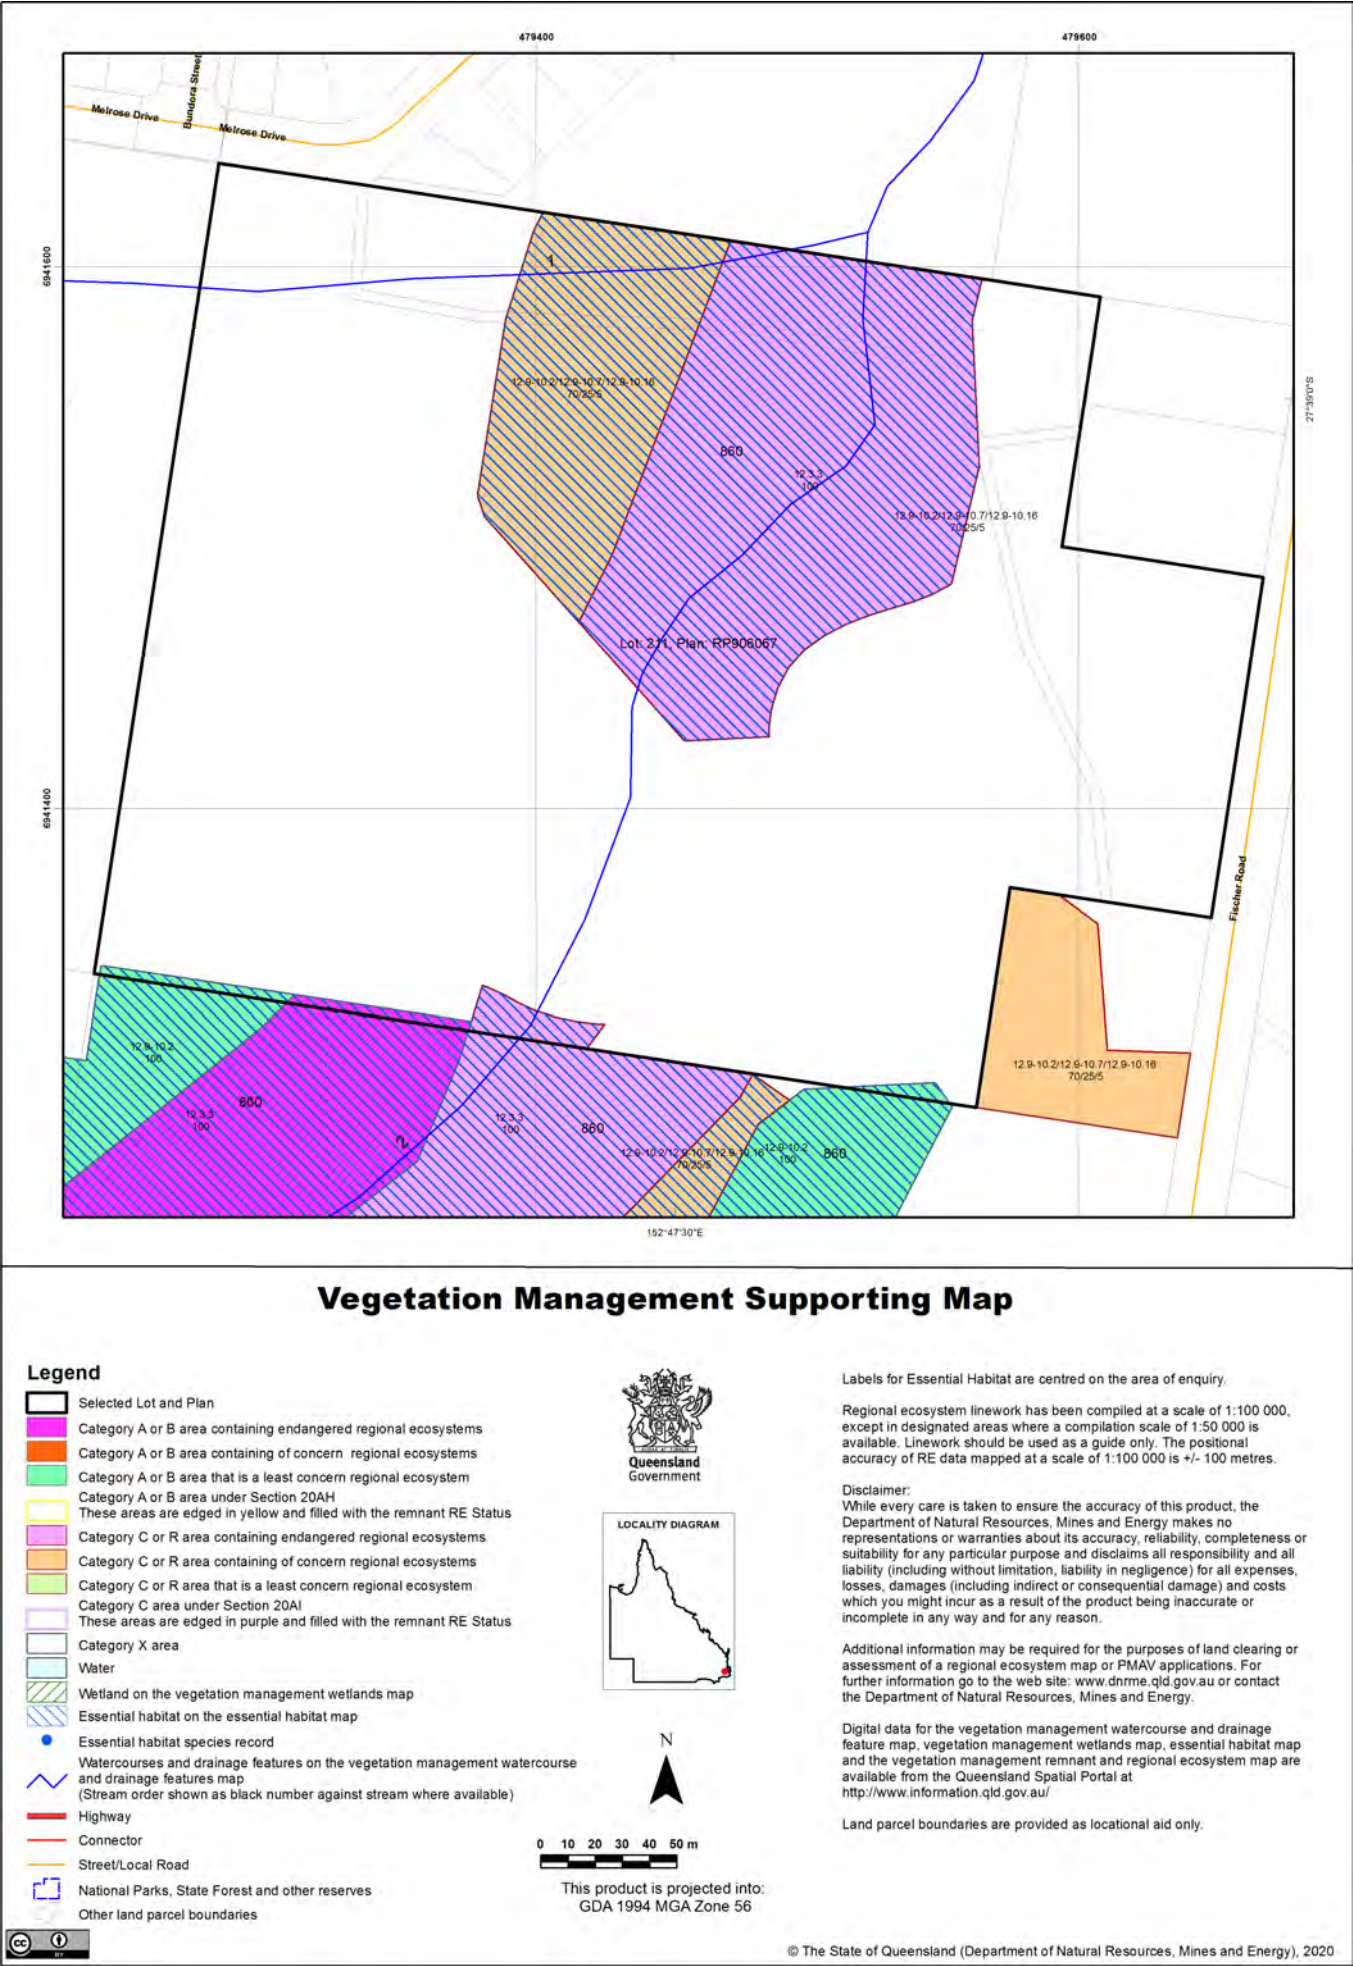 479400
479600
Bundora Street
Melrose Drive
Melrose Drive
6941600
1
12.9-10.2/12.9-10.7/12.9-10.16
70/25/5
27°39'0"S
860
12.3.3
100
12.9-10.2/12.9-10.7/12.9-10.16
70/25/5
Lot: 211, Plan: RP906067
6941400
Fischer Road
12.9-10.2
100
860
12.3.3
100
2
12.3.3
100
860
12.9-10.2/12.9-10.7/12.9-10.16
70/25/5
12.9-10.2
100
860
12.9-10.2/12.9-10.7/12.9-10.16
70/25/5
152°47'30"E
Vegetation Management Supporting Map
Legend
Selected Lot and Plan
Category A or B area containing endangered regional ecosystems
Category A or B area containing of concern regional ecosystems
Category A or B area that is a least concern regional ecosystem
Category A or B area under Section 20AH
These areas are edged in yellow and filled with the remnant RE Status
Category C or R area containing endangered regional ecosystems
Category C or R area containing of concern regional ecosystems
Category C or R area that is a least concern regional ecosystem
Category C area under Section 20AI
These areas are edged in purple and filled with the remnant RE Status
Category X area
Water
Wetland on the vegetation management wetlands map
Essential habitat on the essential habitat map
Essential habitat species record
Watercourses and drainage features on the vegetation management watercourse
and drainage features map
(Stream order shown as black number against stream where available)
Highway
Connector
Street/Local Road
National Parks, State Forest and other reserves
Other land parcel boundaries
cc
BY
Queensland
Government
LOCALITY DIAGRAM
N
0 10 20 30 40 50 m
This product is projected into:
GDA 1994 MGA Zone 56
Labels for Essential Habitat are centred on the area of enquiry.
Regional ecosystem linework has been compiled at a scale of 1:100 000,
except in designated areas where a compilation scale of 1:50 000 is
available. Linework should be used as a guide only. The positional
accuracy of RE data mapped at a scale of 1:100 000 is +/- 100 metres.
Disclaimer:
While every care is taken to ensure the accuracy of this product, the
Department of Natural Resources, Mines and Energy makes no
representations or warranties about its accuracy, reliability, completeness or
suitability for any particular purpose and disclaims all responsibility and all
liability (including without limitation, liability in negligence) for all expenses,
losses, damages (including indirect or consequential damage) and costs
which you might incur as a result of the product being inaccurate or
incomplete in any way and for any reason.
Additional information may be required for the purposes of land clearing or
assessment of a regional ecosystem map or PMAV applications. For
further information go to the web site: www.dnrme.qld.gov.au or contact
the Department of Natural Resources, Mines and Energy.
Digital data for the vegetation management watercourse and drainage
feature map, vegetation management wetlands map, essential habitat map
and the vegetation management remnant and regional ecosystem map are
available from the Queensland Spatial Portal at
http://www.information.qld.gov.au/
Land parcel boundaries are provided as locational aid only.
© The State of Queensland (Department of Natural Resources, Mines and Energy), 2020